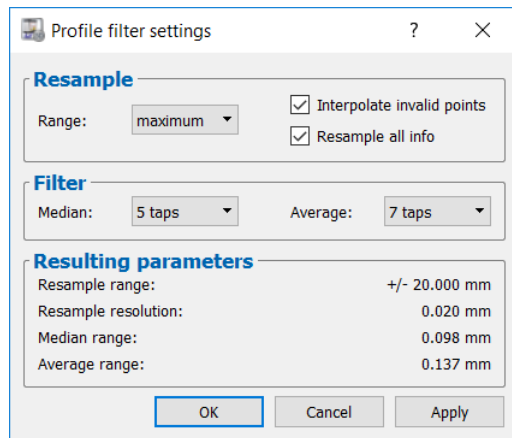 Profile filter settings ?
Resample
Range: maximum Interpolate invalid points
Resample all info
Filter
Median: 5 taps Average: 7 taps
Resulting parameters
Resample range: +/- 20.000 mm
Resample resolution: 0.020 mm
Median range: 0.098 mm
Average range: 0.137 mm
OK Cancel Apply